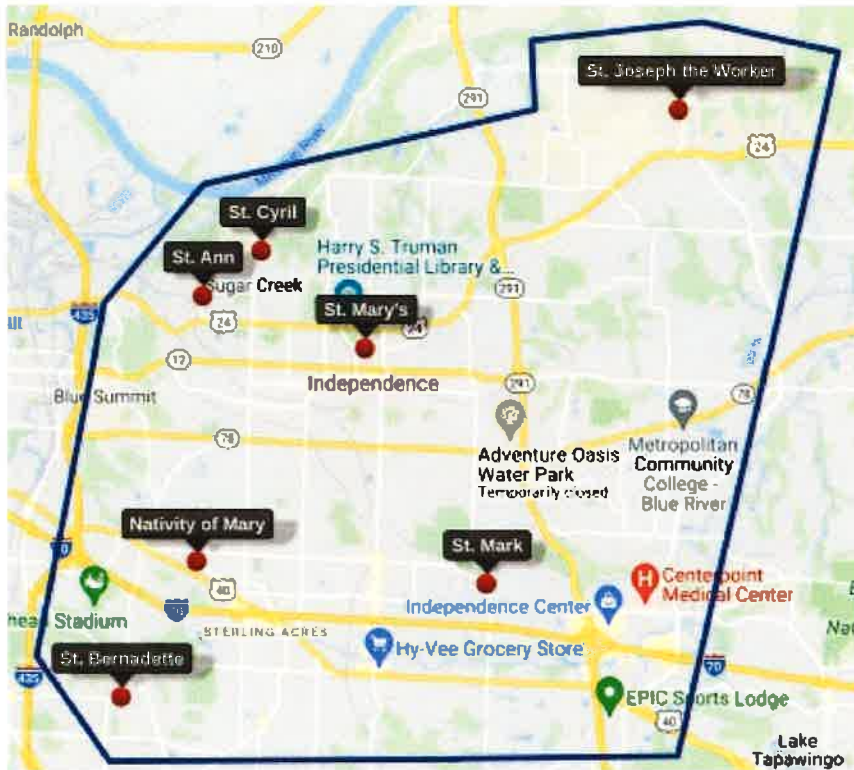 Randolph
210
291
St. Joseph the Worker
24
St. Cyril
St. Ann
Harry S. Truman
Presidential Library &...
Sugar Creek
291
435
24
St. Mary's
24
12
Independence
291
Blue Summit
78
78
Adventure Oasis
Water Park
Temporarily closed
Metropolitan
Community
College -
Blue River
Nativity of Mary
St. Mark
40
Independence Center
Centerpoint
Medical Center
Stadium
STERLING ACRES
Hy-Vee Grocery Store
70
St. Bernadette
435
EPIC Sports Lodge
40
Lake
Tapawingo